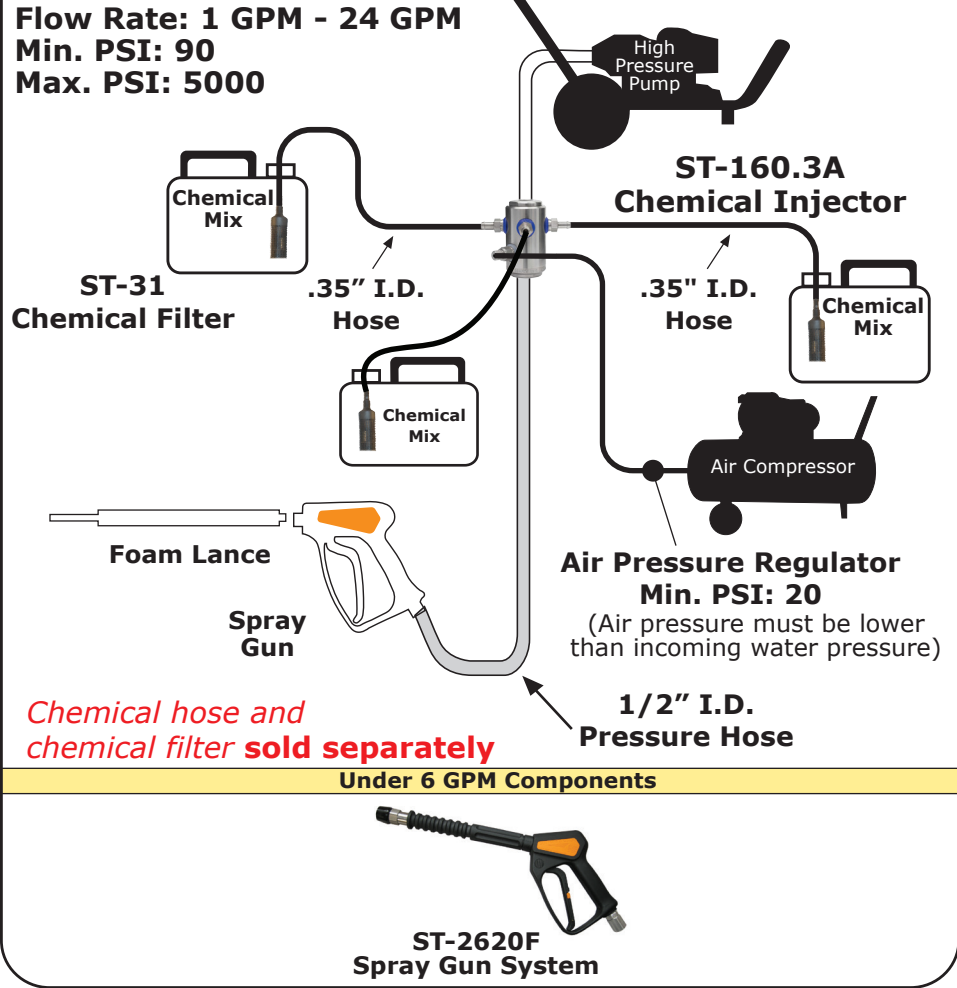 Flow Rate: 1 GPM - 24 GPM
Min. PSI: 90
Max. PSI: 5000
High
Pressure
Pump
ST-160.3A
Chemical Injector
Chemical
Mix
ST-31
Chemical Filter
.35” I.D.
Hose
.35" I.D.
Hose
Chemical
Mix
Chemical
Mix
Air Compressor
Foam Lance
Spray
Gun
Air Pressure Regulator
Min. PSI: 20
(Air pressure must be lower
than incoming water pressure)
1/2” I.D.
Pressure Hose
Chemical hose and
chemical filter sold separately
Under 6 GPM Components
ST-2620F
Spray Gun System